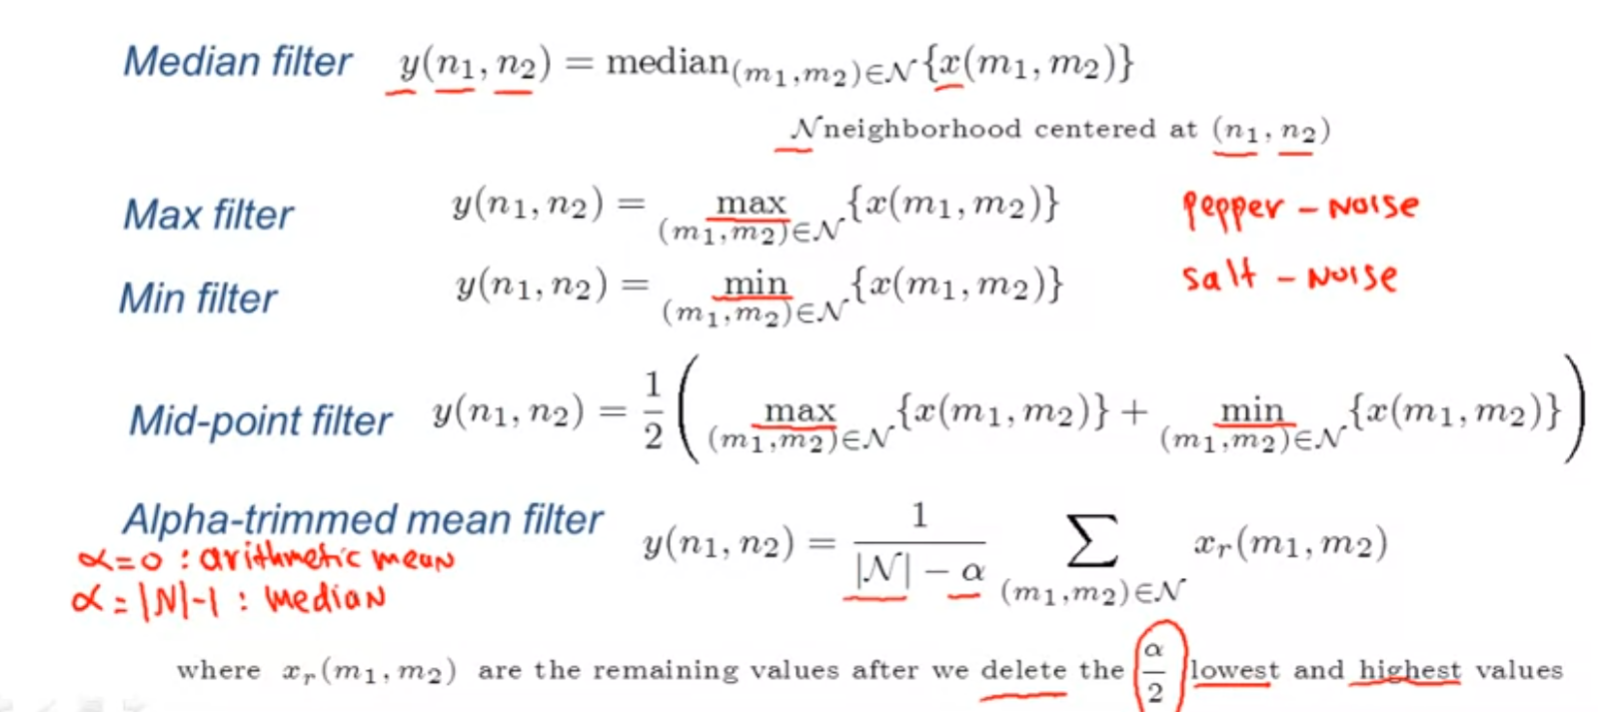 Median filter y(n₁, n₂) = median₍ₘ₁,ₘ₂₎∈𝒩 {x(m₁, m₂)}
𝒩 neighborhood centered at (n₁, n₂)
Max filter y(n₁, n₂) = max (m₁,m₂)∈𝒩 {x(m₁, m₂)} pepper - Noise
Min filter y(n₁, n₂) = min (m₁,m₂)∈𝒩 {x(m₁, m₂)} salt - Noise
Mid-point filter y(n₁, n₂) = 1/2 ( max (m₁,m₂)∈𝒩 {x(m₁, m₂)} + min (m₁,m₂)∈𝒩 {x(m₁, m₂)} )
Alpha-trimmed mean filter y(n₁, n₂) = 1/(|𝒩| − α) ∑ (m₁,m₂)∈𝒩 xᵣ(m₁, m₂)
α=0 : arithmetic mean
α=|N|-1 : median
where xᵣ(m₁, m₂) are the remaining values after we delete the α/2 lowest and highest values